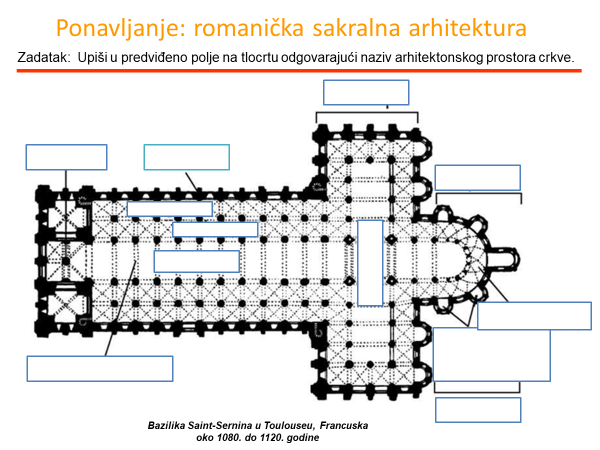 Ponavljanje: romanička sakralna arhitektura
Zadatak: Upiši u predviđeno polje na tlocrtu odgovarajući naziv arhitektonskog prostora crkve.
Bazilika Saint-Sernina u Toulouseu, Francuska
oko 1080. do 1120. godine